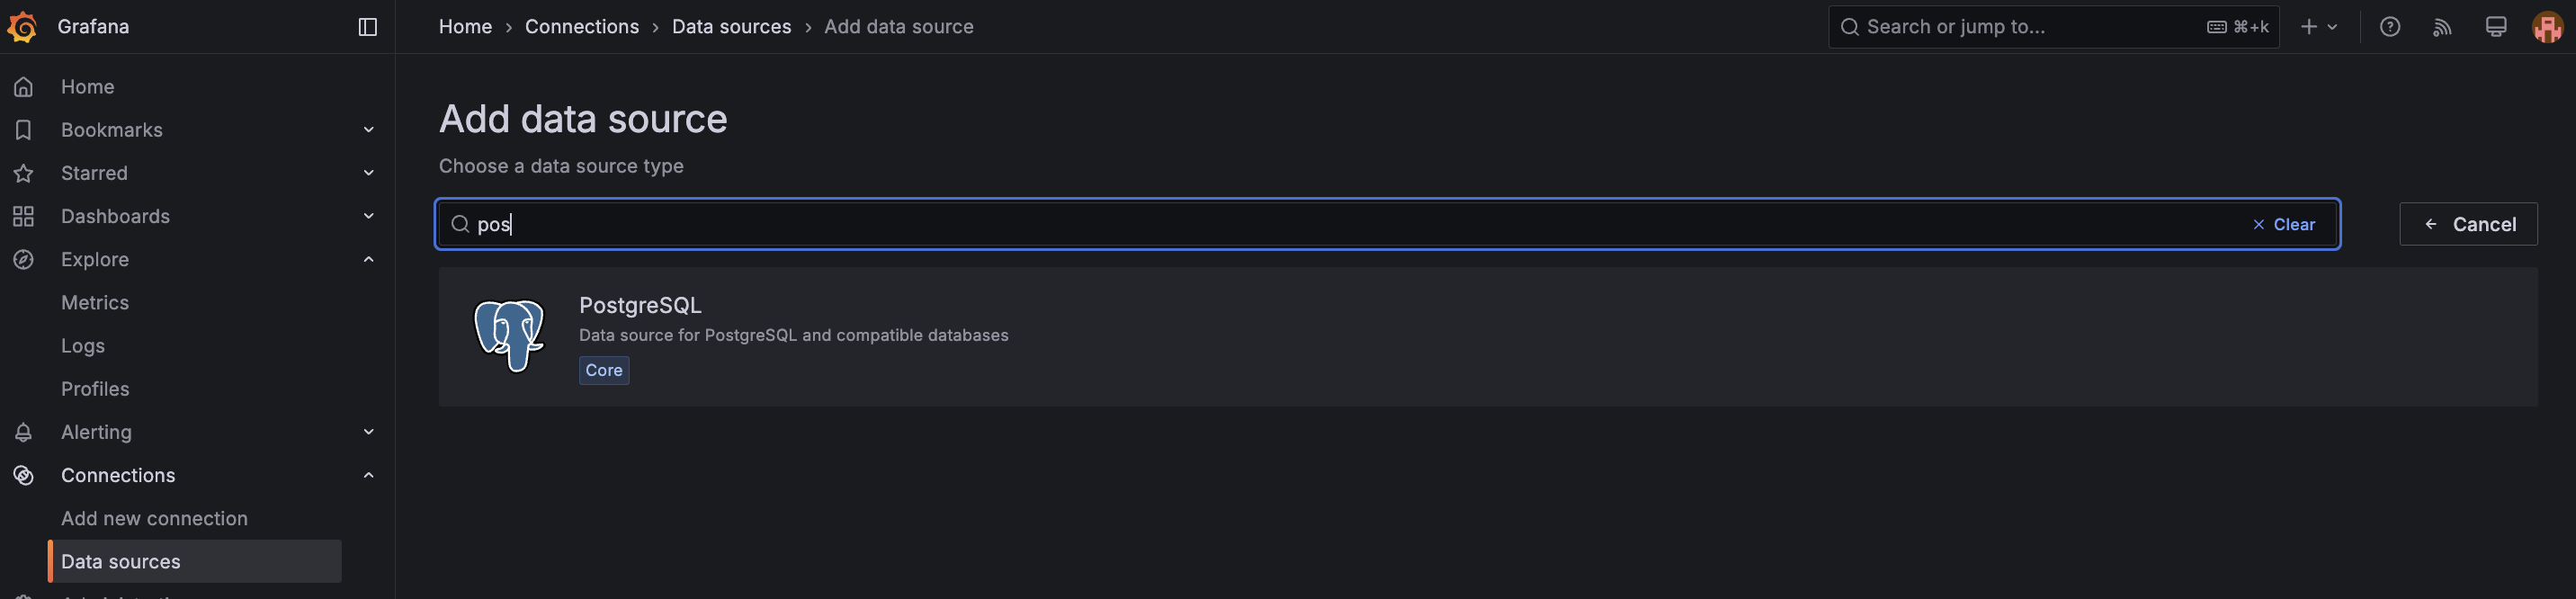 Grafana
Home › Connections › Data sources › Add data source
Search or jump to...
⌘+k
Home
Bookmarks
Starred
Dashboards
Explore
Metrics
Logs
Profiles
Alerting
Connections
Add new connection
Data sources
Add data source
Choose a data source type
pos
Clear
Cancel
PostgreSQL
Data source for PostgreSQL and compatible databases
Core